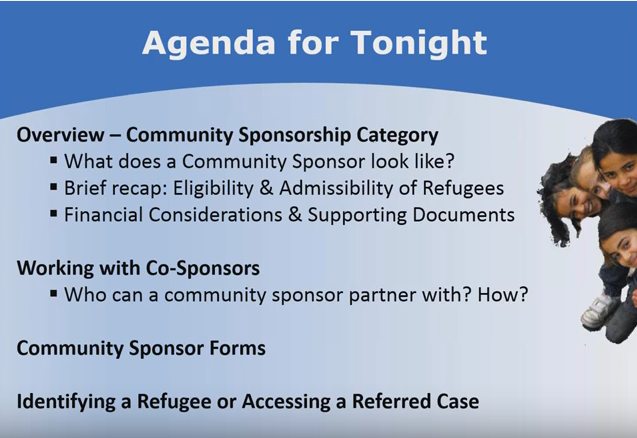 Agenda for Tonight
Overview – Community Sponsorship Category
▪ What does a Community Sponsor look like?
▪ Brief recap: Eligibility & Admissibility of Refugees
▪ Financial Considerations & Supporting Documents
Working with Co-Sponsors
▪ Who can a community sponsor partner with? How?
Community Sponsor Forms
Identifying a Refugee or Accessing a Referred Case